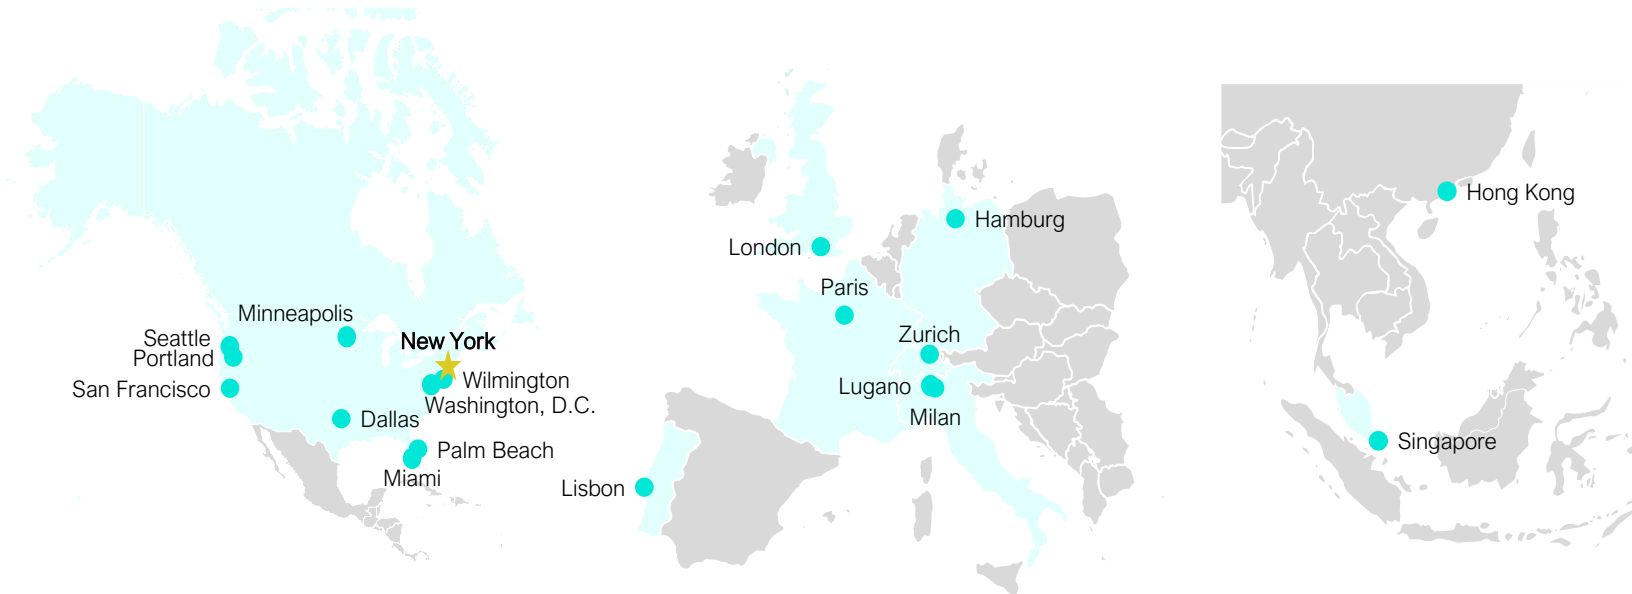 Minneapolis
Seattle
Portland
New York
San Francisco
Wilmington
Washington, D.C.
Dallas
Palm Beach
Miami
London
Hamburg
Paris
Zurich
Lugano
Milan
Lisbon
Hong Kong
Singapore